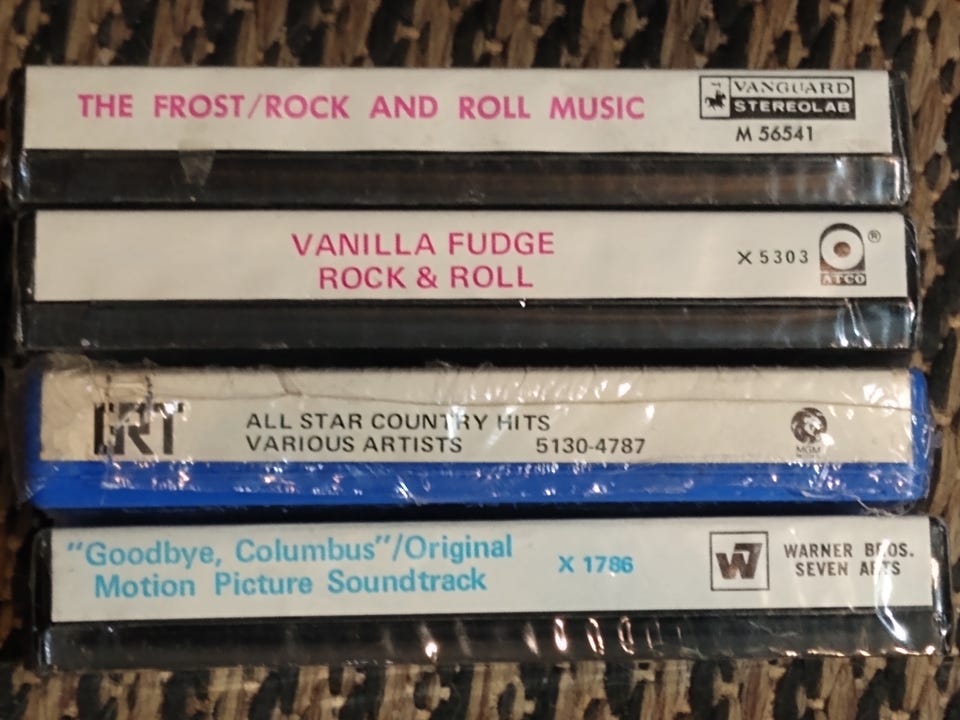 THE FROST/ROCK AND ROLL MUSIC
VANGUARD
STEREOLAB
M 56541
VANILLA FUDGE
ROCK & ROLL
X 5303
®
ATCO
GRT
ALL STAR COUNTRY HITS
VARIOUS ARTISTS 5130-4787
MGM
"Goodbye, Columbus"/Original
Motion Picture Soundtrack
X 1786
W7
WARNER BROS.
SEVEN ARTS